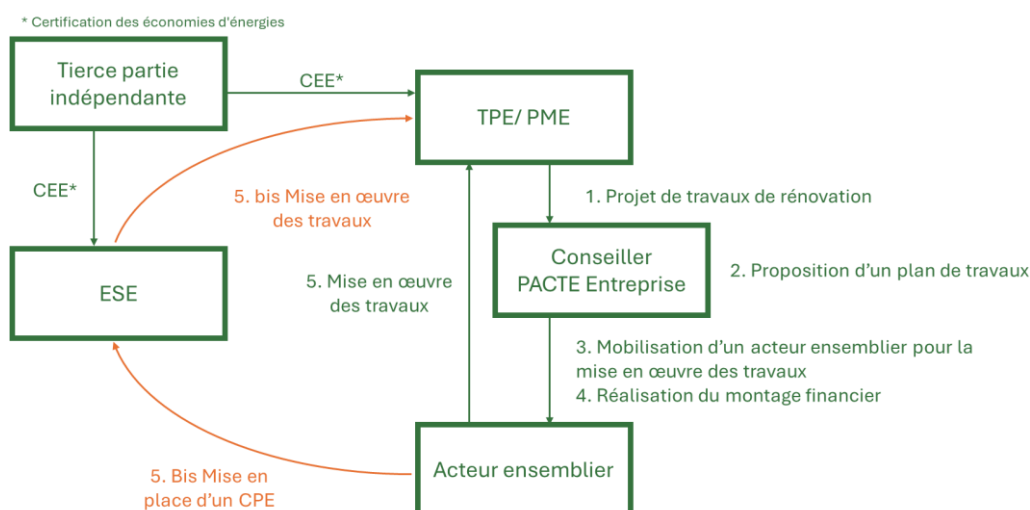 * Certification des économies d'énergies
Tierce partie
indépendante
CEE*
TPE/ PME
CEE*
5. bis Mise en œuvre
des travaux
1. Projet de travaux de rénovation
ESE
5. Mise en œuvre
des travaux
Conseiller
PACTE Entreprise
2. Proposition d’un plan de travaux
3. Mobilisation d’un acteur ensemblier pour la
mise en œuvre des travaux
4. Réalisation du montage financier
5. Bis Mise en
place d’un CPE
Acteur ensemblier